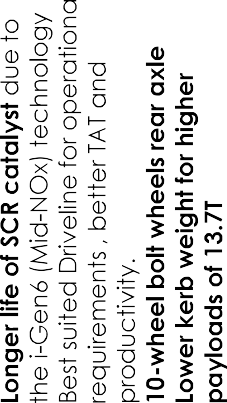 Longer life of SCR catalyst due to
the i-Gen6 (Mid-NOx) technology
Best suited Driveline for operationa
requirements , better TAT and
productivity.
10-wheel bolt wheels rear axle
Lower kerb weight for higher
payloads of 13.7T